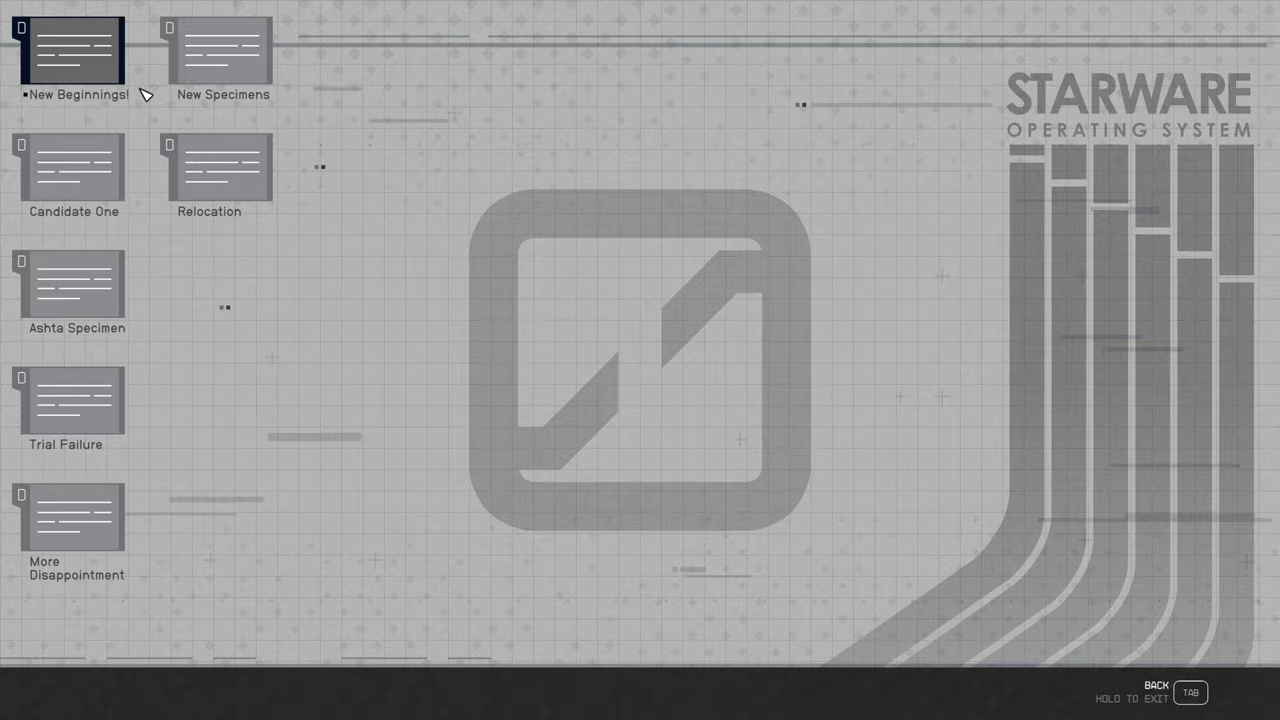 New Beginnings!
New Specimens
STARWARE
OPERATING SYSTEM
Candidate One
Relocation
Ashta Specimen
Trial Failure
More
Disappointment
BACK
HOLD TO EXIT
TAB